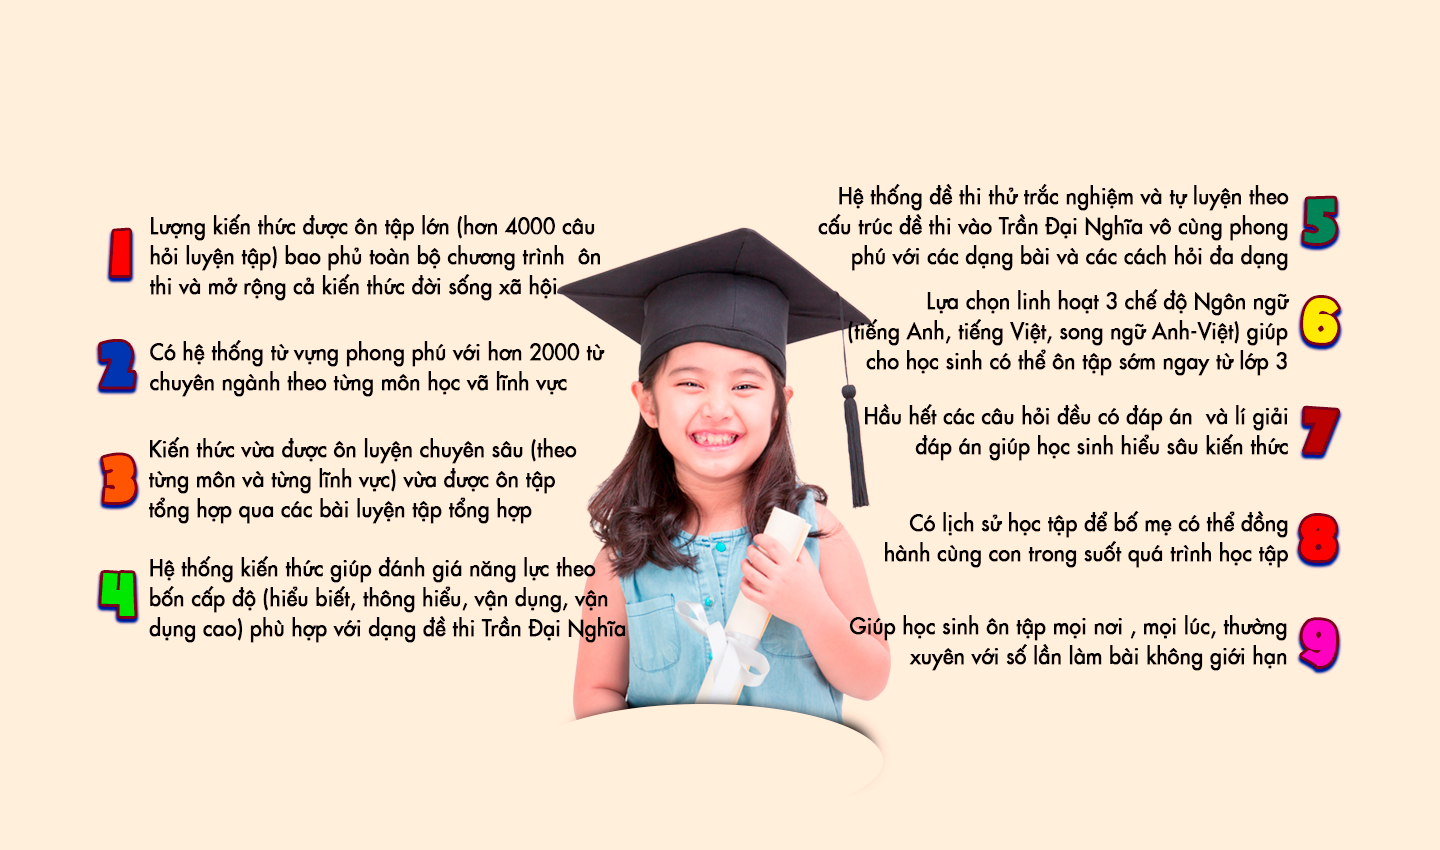 1
Lượng kiến thức được ôn tập lớn (hơn 4000 câu
hỏi luyện tập) bao phủ toàn bộ chương trình  ôn
thi và mở rộng cả kiến thức đời sống xã hội
2
Có hệ thống từ vựng phong phú với hơn 2000 từ
chuyên ngành theo từng môn học vã lĩnh vực
3
Kiến thức vừa được ôn luyện chuyên sâu (theo
từng môn và từng lĩnh vực) vừa được ôn tập
tổng hợp qua các bài luyện tập tổng hợp
4
Hệ thống kiến thức giúp đánh giá năng lực theo
bốn cấp độ (hiểu biết, thông hiểu, vận dụng, vận
dụng cao) phù hợp với dạng đề thi Trần Đại Nghĩa
5
Hệ thống đề thi thử trắc nghiệm và tự luyện theo
cấu trúc đề thi vào Trần Đại Nghĩa vô cùng phong
phú với các dạng bài và các cách hỏi đa dạng
6
Lựa chọn linh hoạt 3 chế độ Ngôn ngữ
(tiếng Anh, tiếng Việt, song ngữ Anh-Việt) giúp
cho học sinh có thể ôn tập sớm ngay từ lớp 3
7
Hầu hết các câu hỏi đều có đáp án  và lí giải
đáp án giúp học sinh hiểu sâu kiến thức
8
Có lịch sử học tập để bố mẹ có thể đồng
hành cùng con trong suốt quá trình học tập
9
Giúp học sinh ôn tập mọi nơi , mọi lúc, thường
xuyên với số lần làm bài không giới hạn